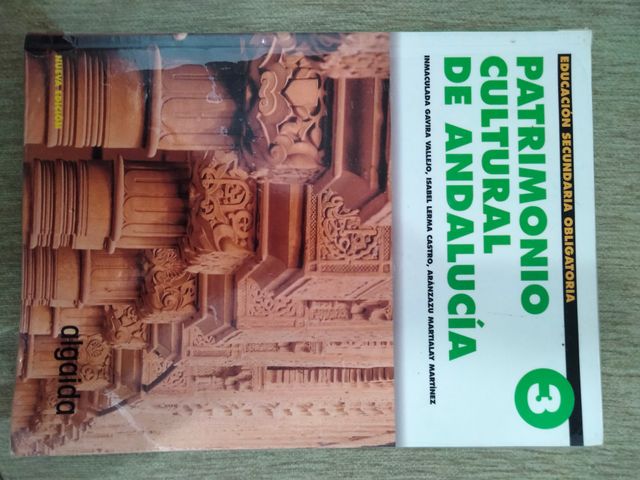 EDUCACIÓN SECUNDARIA OBLIGATORIA
PATRIMONIO
CULTURAL
DE ANDALUCÍA
3
INMACULADA GAVIRA VALLEJO, ISABEL LERMA CASTRO, ARÁNZAZU MARTIALAY MARTÍNEZ
NUEVA EDICIÓN
algaida